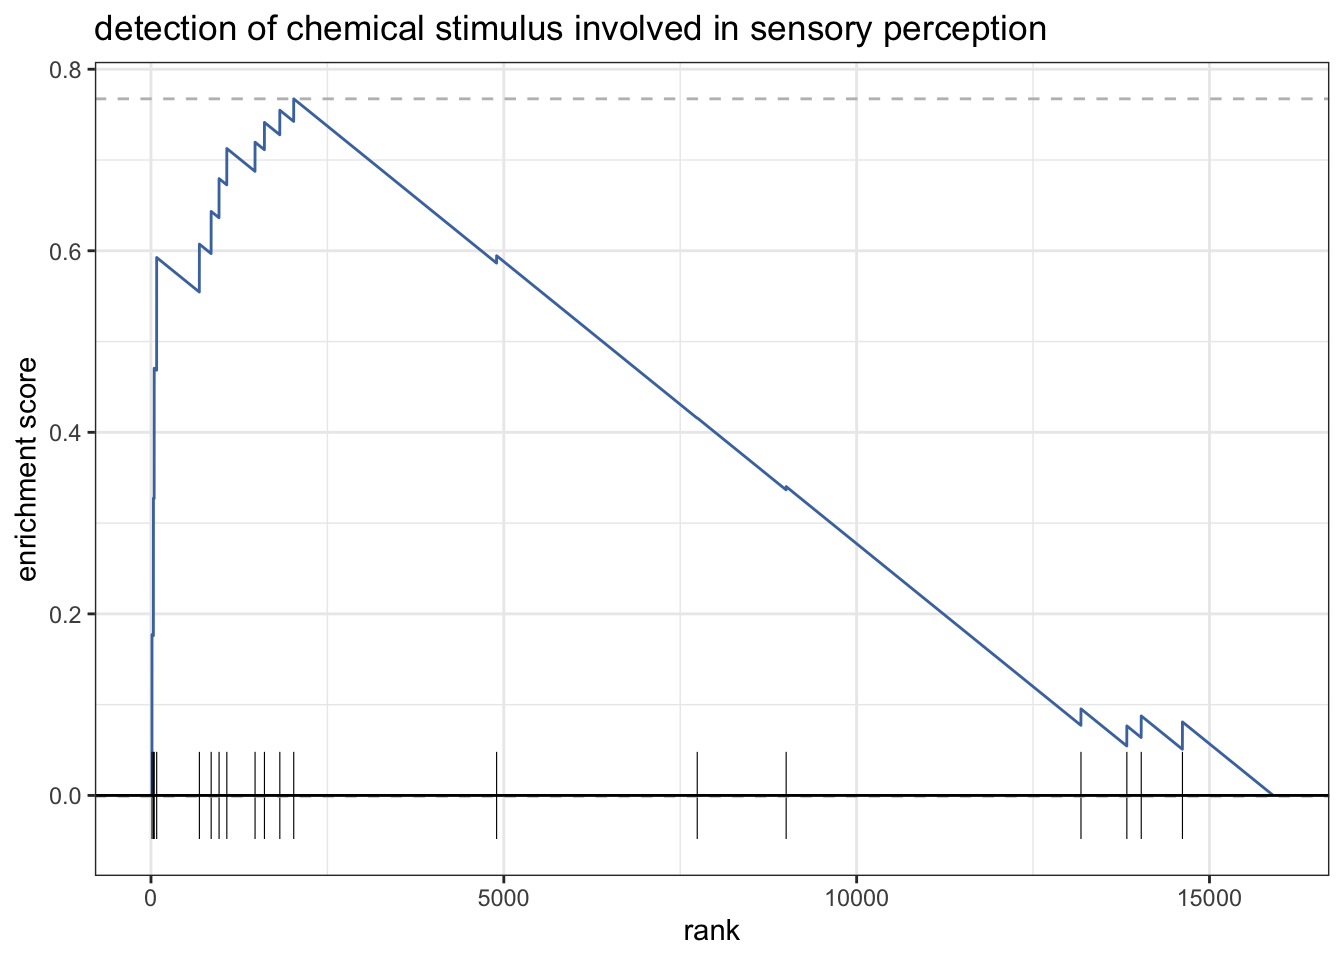 detection of chemical stimulus involved in sensory perception
0.8
0.6
0.4
0.2
0.0
enrichment score
0 5000 10000 15000
rank